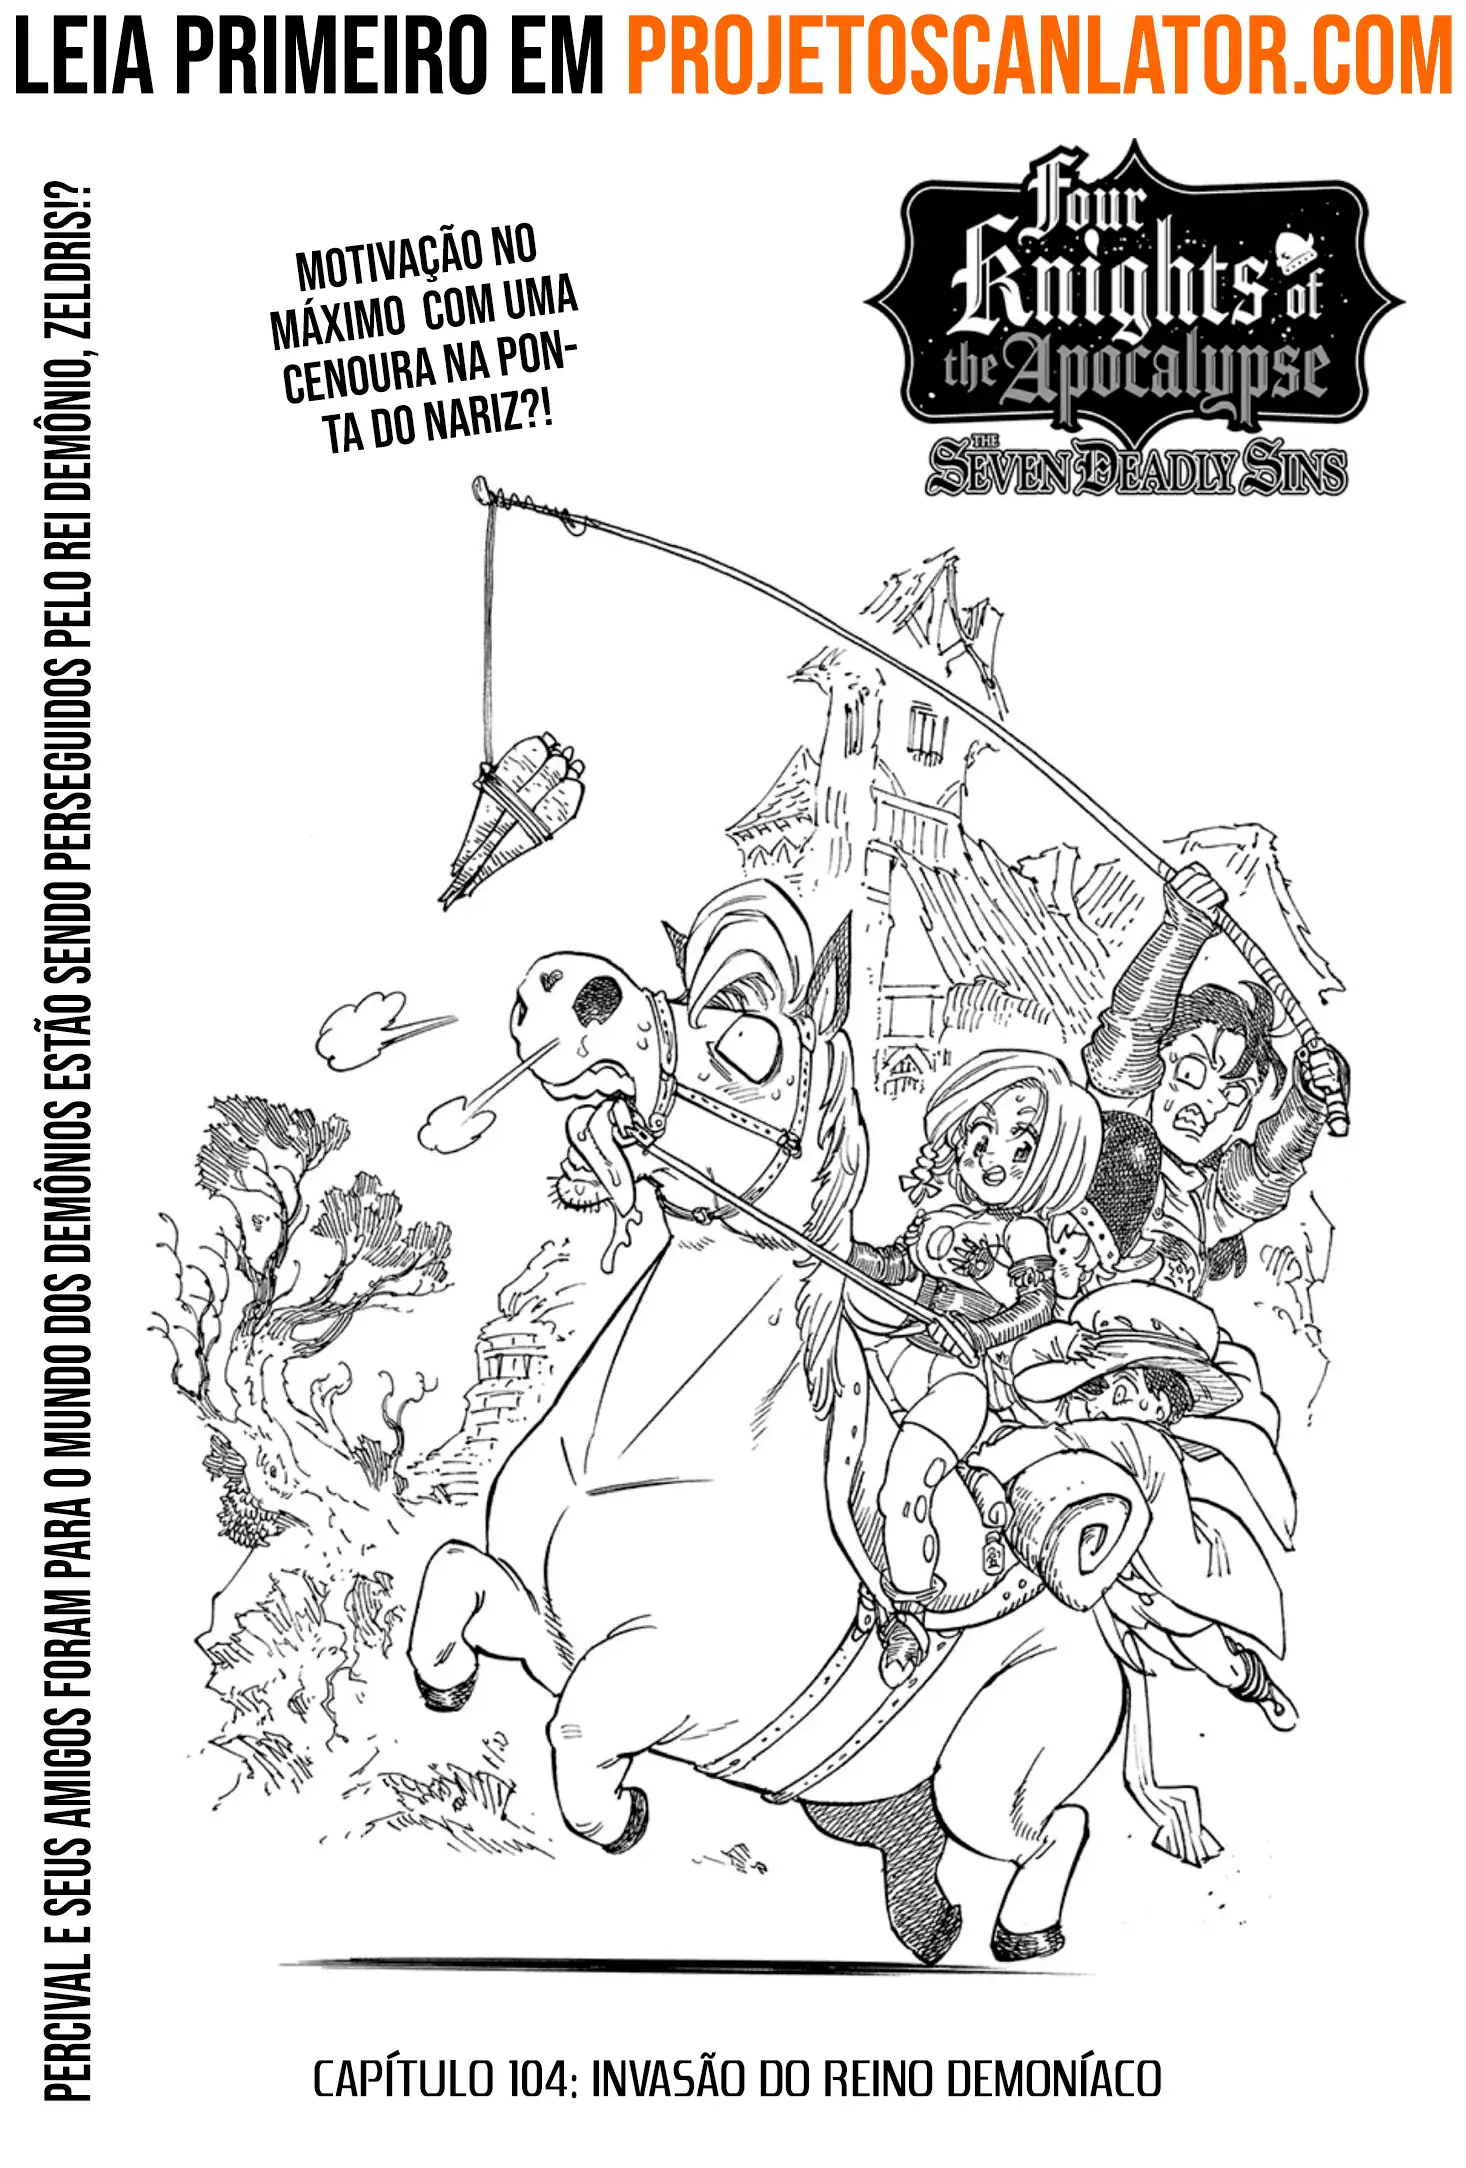 LEIA PRIMEIRO EM PROJETOSCANLATOR.COM
PERCIVAL E SEUS AMIGOS FORAM PARA O MUNDO DOS DEMÔNIOS ESTÃO SENDO PERSEGUIDOS PELO REI DEMÔNIO, ZELDRIS!?
MOTIVAÇÃO NO
MÁXIMO COM UMA
CENOURA NA PON-
TA DO NARIZ?!
Four
Knights of
the Apocalypse
THE
SEVEN DEADLY SINS
CAPÍTULO 104: INVASÃO DO REINO DEMONÍACO